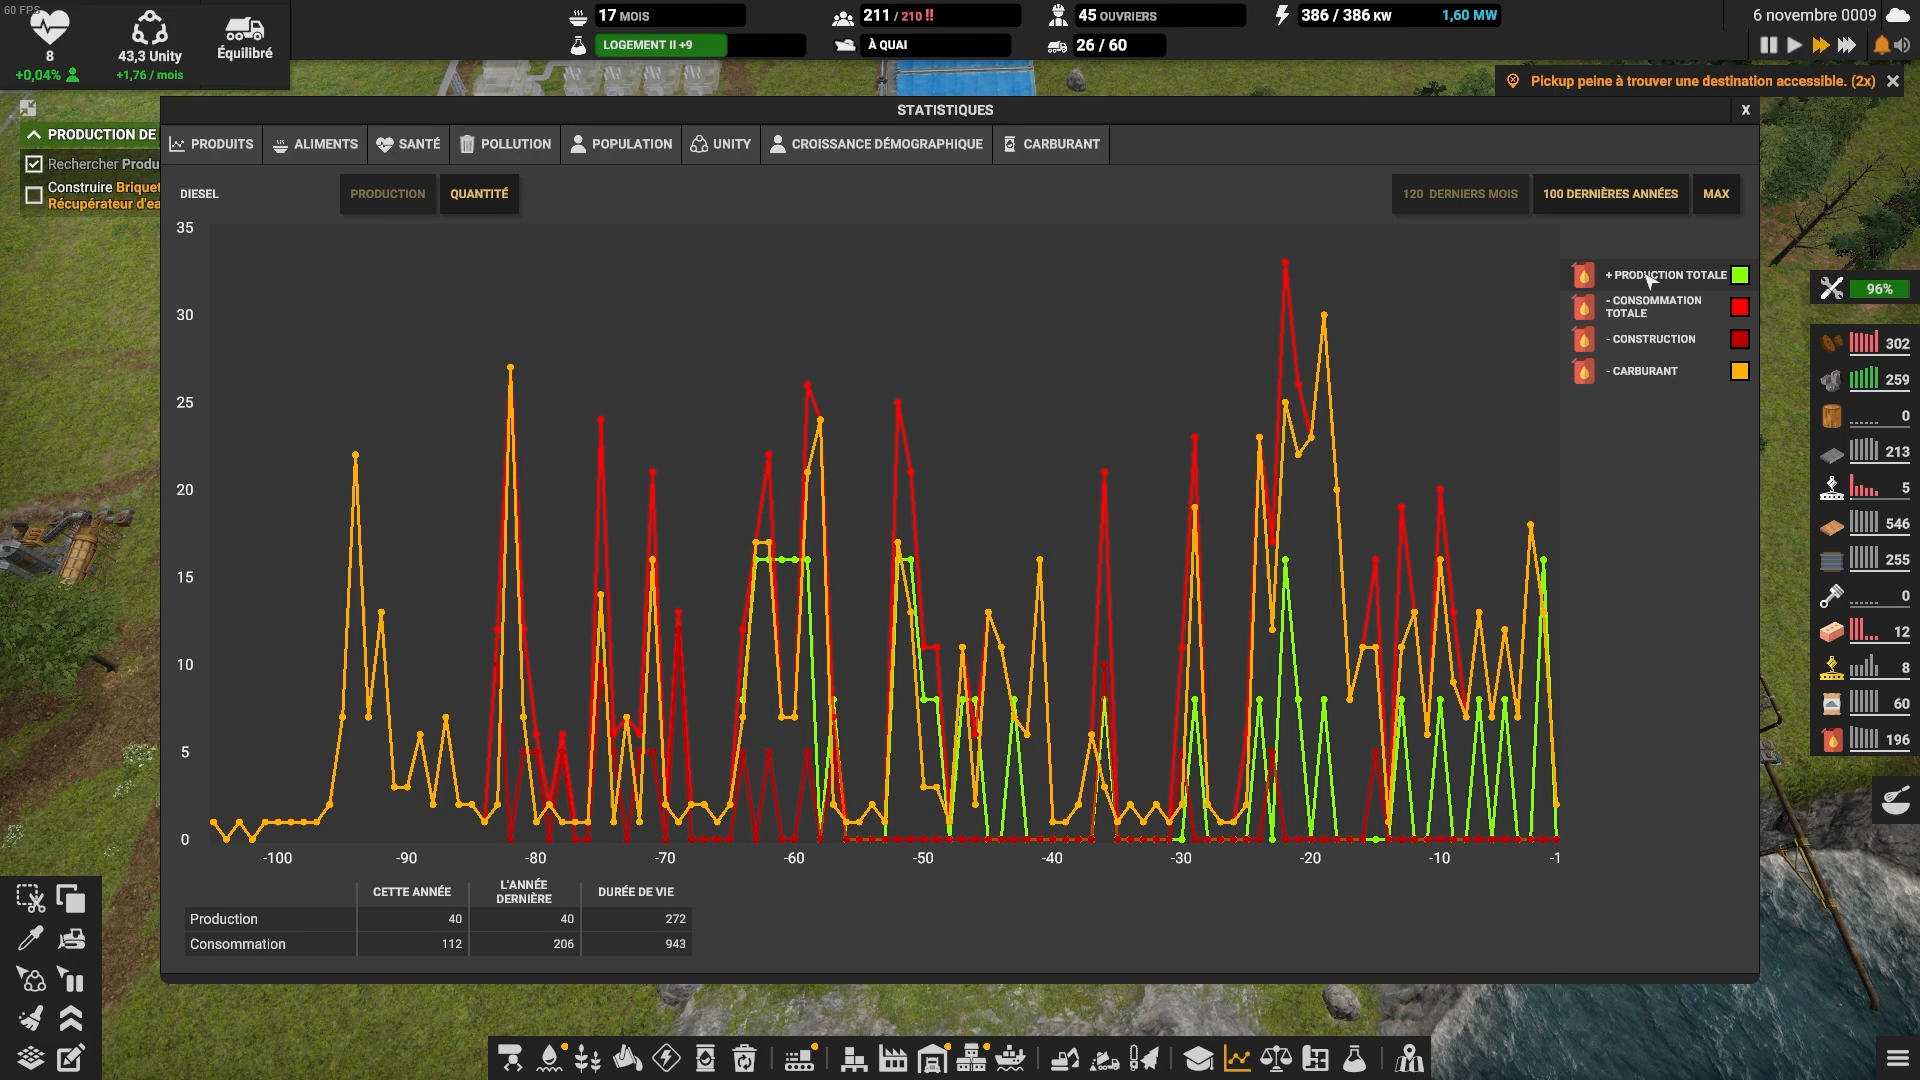 60 FPS
8
+0,04%
43,3 Unity
+1,76 / mois
Équilibré
17 MOIS
LOGEMENT II +9
211 / 210 !!
À QUAI
45 OUVRIERS
26 / 60
386 / 386 KW
1,60 MW
6 novembre 0009
Pickup peine à trouver une destination accessible. (2x)
PRODUCTION DE
Rechercher Produ
Construire Brique
Récupérateur d'ea
STATISTIQUES
X
PRODUITS
ALIMENTS
SANTÉ
POLLUTION
POPULATION
UNITY
CROISSANCE DÉMOGRAPHIQUE
CARBURANT
DIESEL
PRODUCTION
QUANTITÉ
120 DERNIERS MOIS
100 DERNIÈRES ANNÉES
MAX
35
30
25
20
15
10
5
0
-100
-90
-80
-70
-60
-50
-40
-30
-20
-10
-1
+ PRODUCTION TOTALE
- CONSOMMATION
TOTALE
- CONSTRUCTION
- CARBURANT
CETTE ANNÉE
L'ANNÉE
DERNIÈRE
DURÉE DE VIE
Production 40 40 272
Consommation 112 206 943
96%
302
259
0
213
5
546
255
0
12
8
60
196